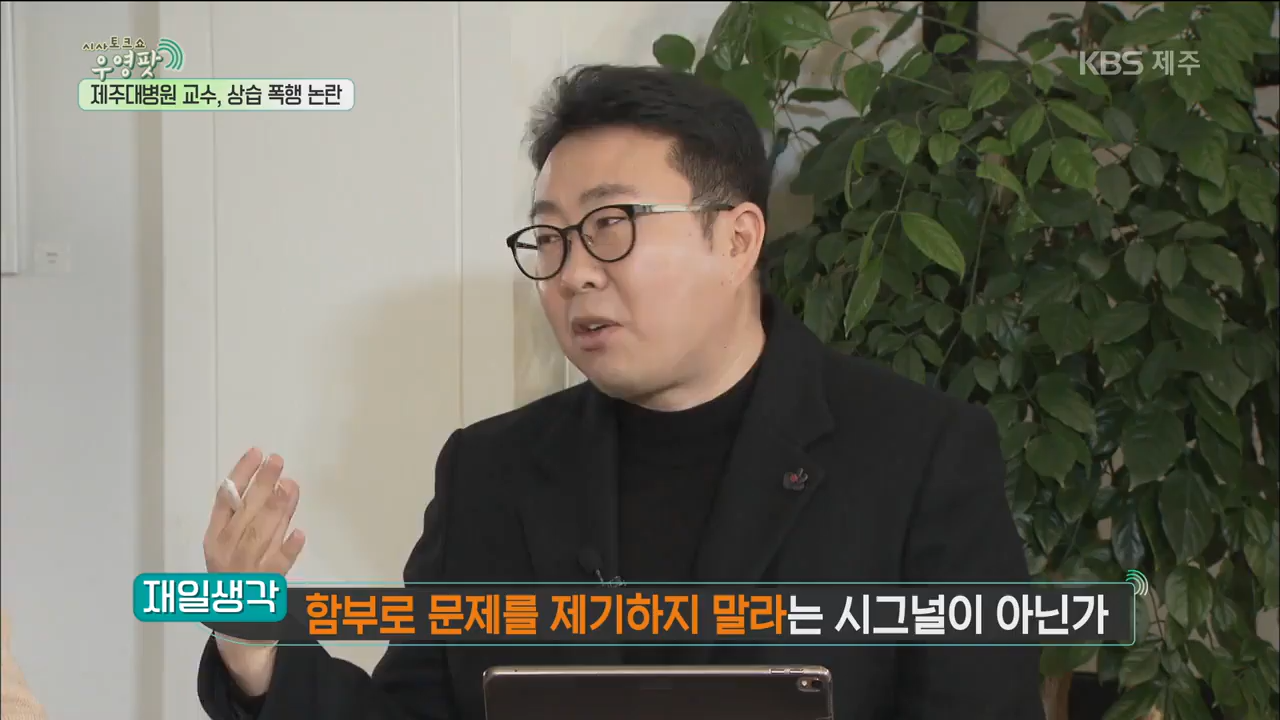 시사토크쇼
우영팟
KBS 제주
제주대병원 교수, 상습 폭행 논란
재일생각
함부로 문제를 제기하지 말라는 시그널이 아닌가